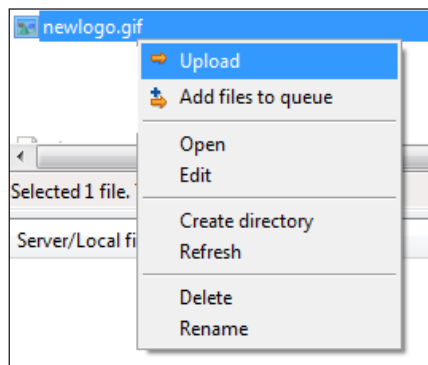 newlogo.gif
Upload
Add files to queue
Open
Edit
Selected 1 file.
Create directory
Server/Local fi
Refresh
Delete
Rename